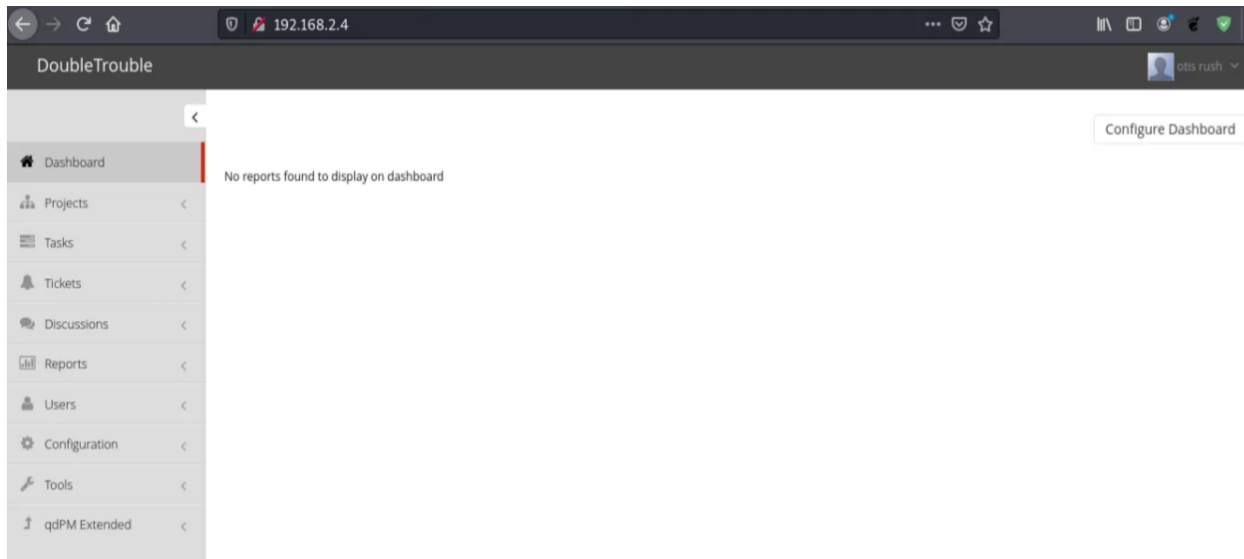 192.168.2.4
DoubleTrouble
otis rush
Configure Dashboard
Dashboard
No reports found to display on dashboard
Projects
Tasks
Tickets
Discussions
Reports
Users
Configuration
Tools
qdPM Extended